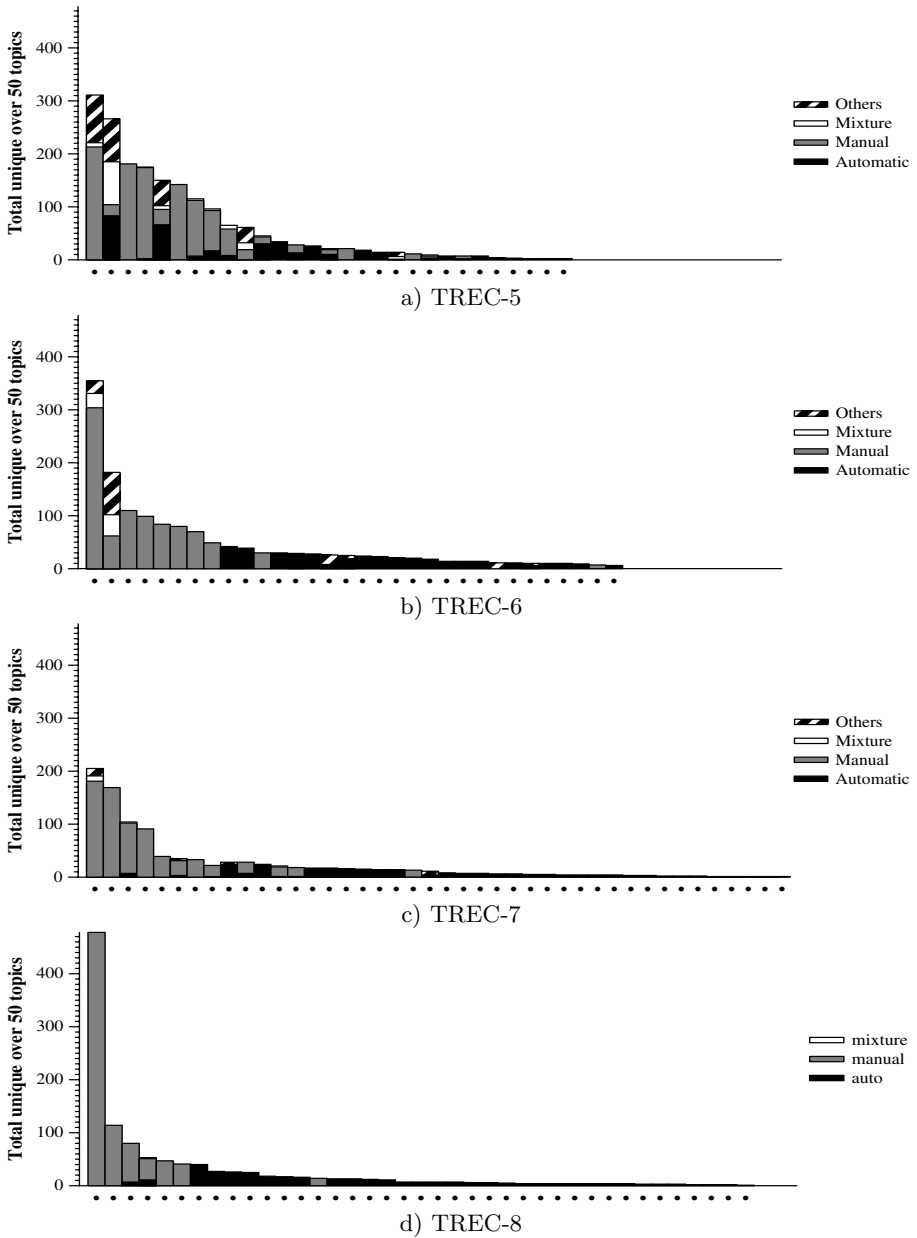 Total unique over 50 topics
400
300
200
100
0
Others
Mixture
Manual
Automatic
a) TREC-5
Total unique over 50 topics
400
300
200
100
0
Others
Mixture
Manual
Automatic
b) TREC-6
Total unique over 50 topics
400
300
200
100
0
Others
Mixture
Manual
Automatic
c) TREC-7
Total unique over 50 topics
400
300
200
100
0
mixture
manual
auto
d) TREC-8